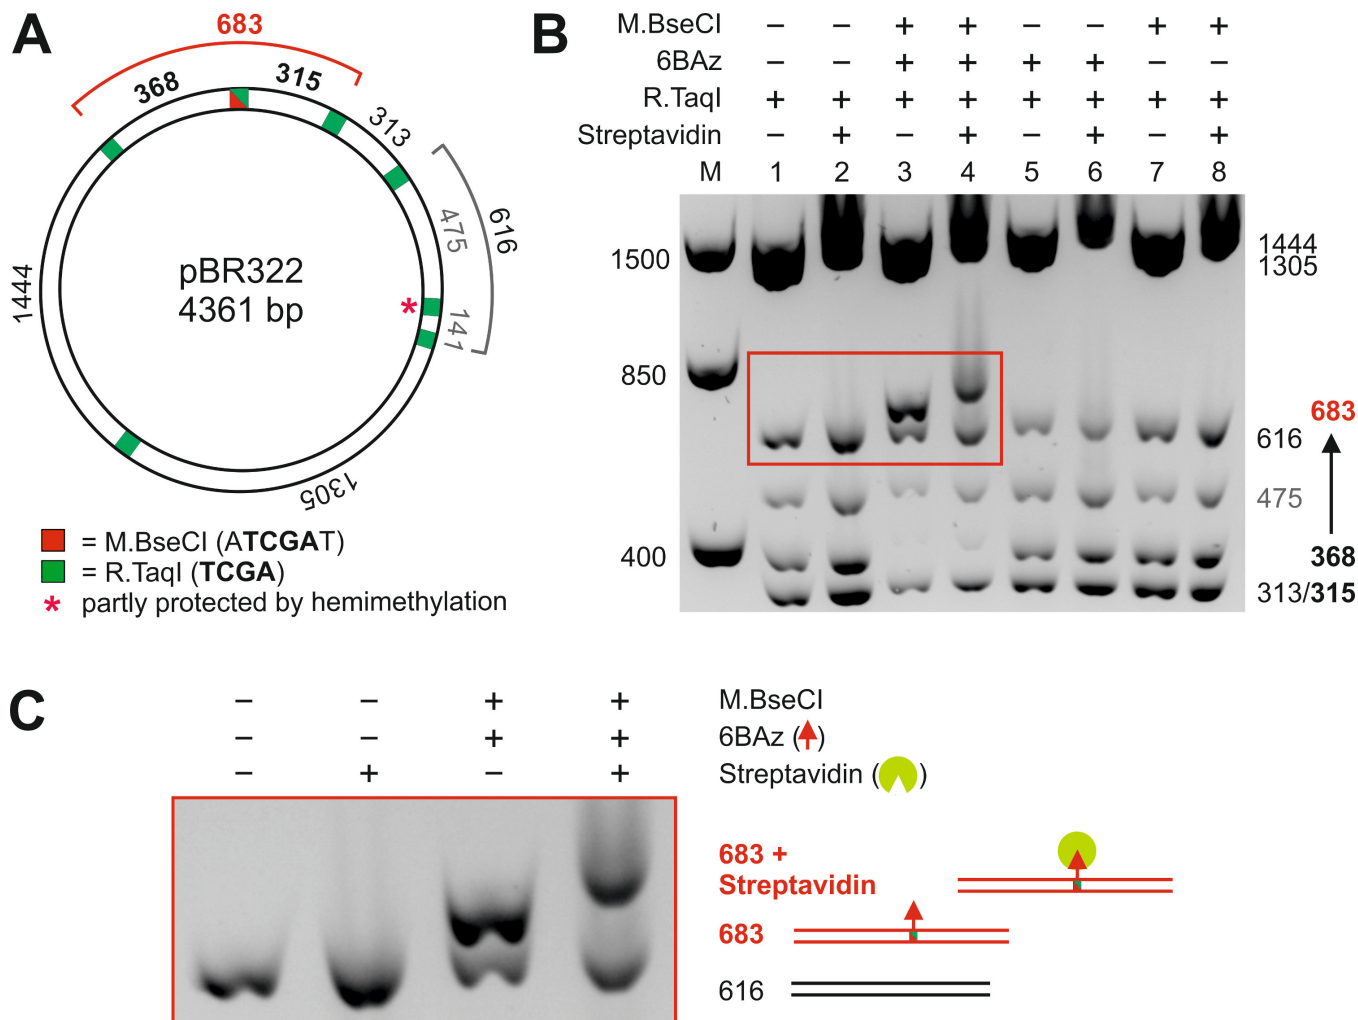 A
683
368
315
313
475
616
141
1444
1305
pBR322
4361 bp
*
= M.BseCI (ATCGAT)
= R.TaqI (TCGA)
* partly protected by hemimethylation
B
M.BseCI − − + + − − + +
6BAz − − + + + + − −
R.TaqI + + + + + + + +
Streptavidin − + − + − + − +
M 1 2 3 4 5 6 7 8
1500
850
400
1444
1305
683
616
475
368
313/315
C
− − + + M.BseCI
− − + + 6BAz ( )
− + − + Streptavidin ( )
683 +
Streptavidin
683
616